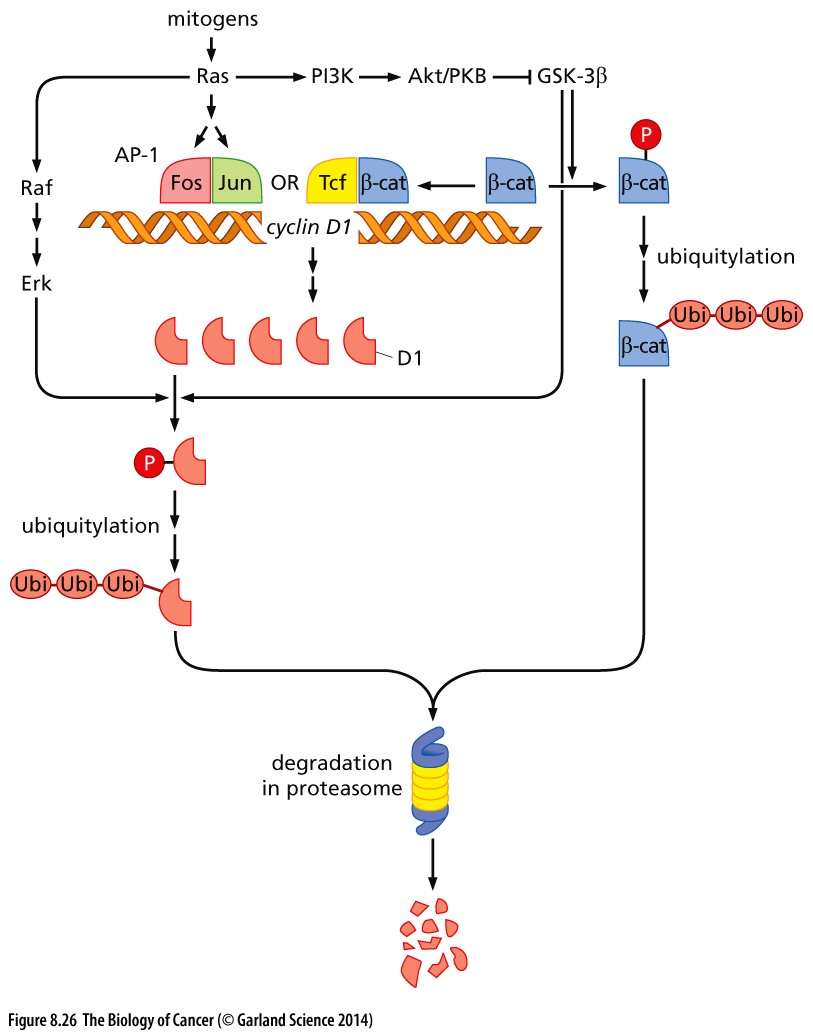 mitogens
Ras
PI3K
Akt/PKB
GSK-3β
P
AP-1
Fos
Jun
OR
Tcf
β-cat
β-cat
β-cat
Raf
cyclin D1
ubiquitylation
Erk
Ubi
Ubi
Ubi
β-cat
D1
P
ubiquitylation
Ubi
Ubi
Ubi
degradation
in proteasome
Figure 8.26 The Biology of Cancer (© Garland Science 2014)